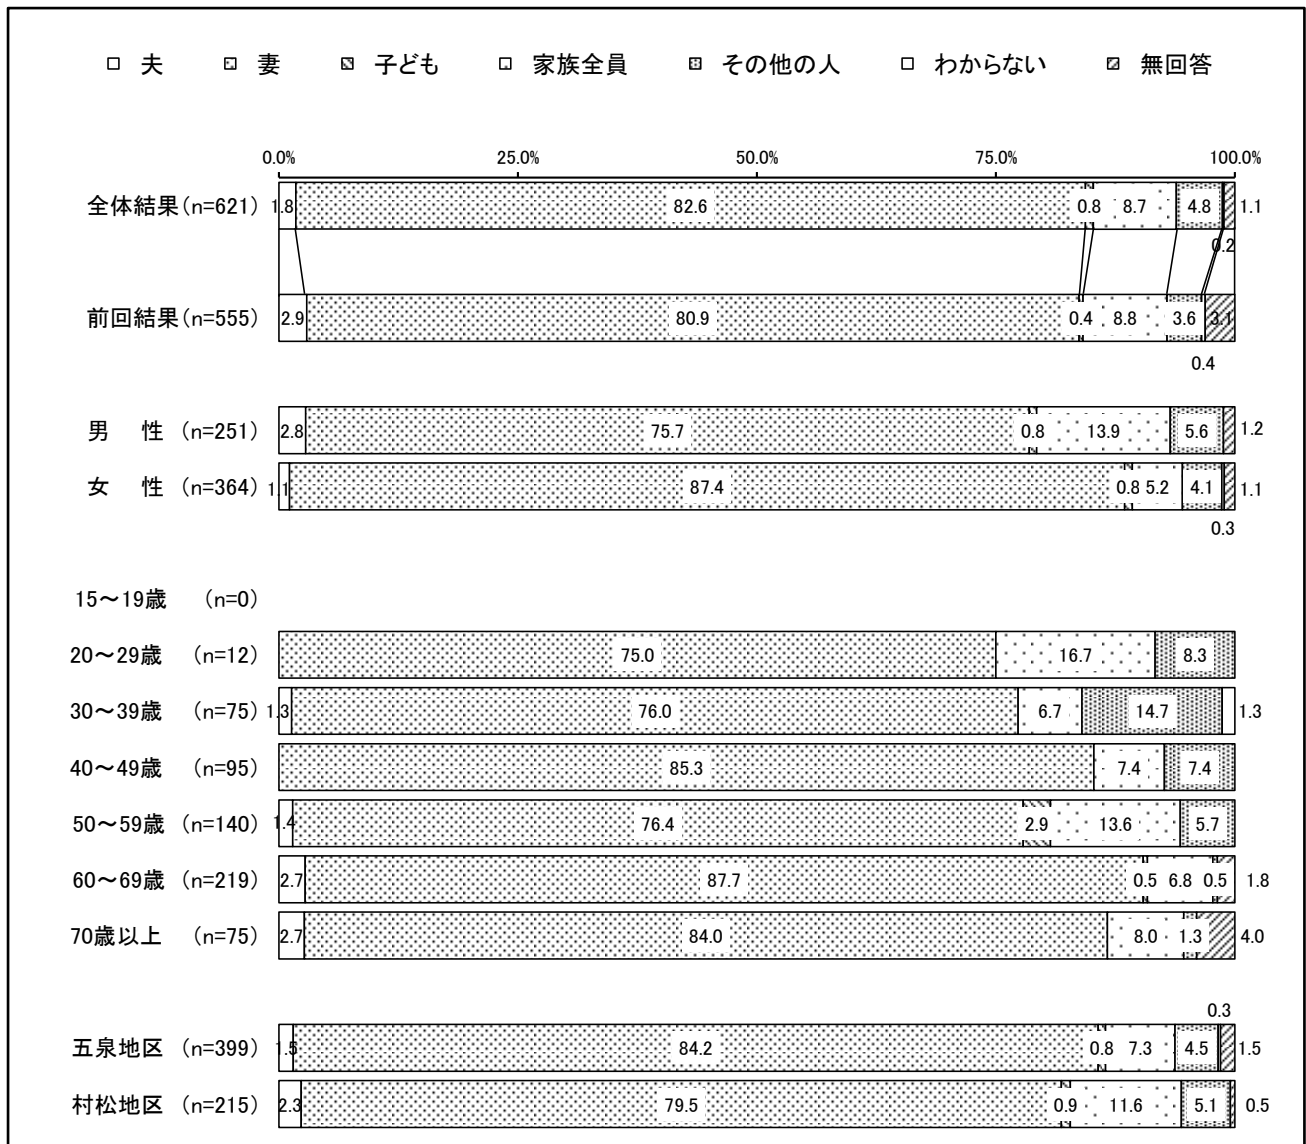 夫 妻 子ども 家族全員 その他の人 わからない 無回答
0.0% 25.0% 50.0% 75.0% 100.0%
全体結果(n=621) 1.8 82.6 0.8 8.7 4.8 1.1
0.2
前回結果(n=555) 2.9 80.9 0.4 8.8 3.6 3.1
0.4
男 性 (n=251) 2.8 75.7 0.8 13.9 5.6 1.2
女 性 (n=364) 1.1 87.4 0.8 5.2 4.1 1.1
0.3
15～19歳 (n=0)
20～29歳 (n=12) 75.0 16.7 8.3
30～39歳 (n=75) 1.3 76.0 6.7 14.7 1.3
40～49歳 (n=95) 85.3 7.4 7.4
50～59歳 (n=140) 1.4 76.4 2.9 13.6 5.7
60～69歳 (n=219) 2.7 87.7 0.5 6.8 0.5 1.8
70歳以上 (n=75) 2.7 84.0 8.0 1.3 4.0
0.3
五泉地区 (n=399) 1.5 84.2 0.8 7.3 4.5 1.5
村松地区 (n=215) 2.3 79.5 0.9 11.6 5.1 0.5